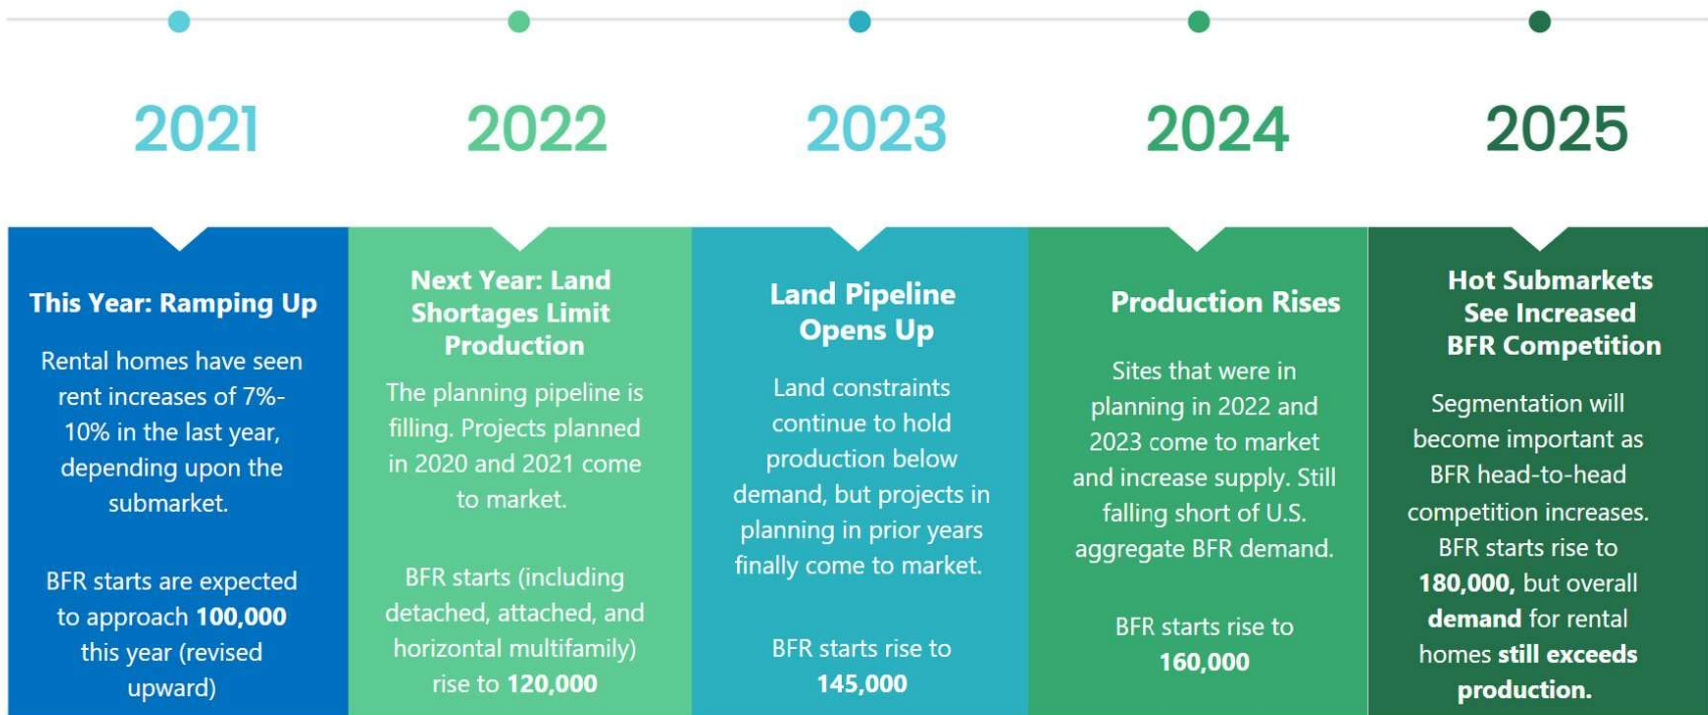 2021
2022
2023
2024
2025
This Year: Ramping Up
Rental homes have seen
rent increases of 7%-
10% in the last year,
depending upon the
submarket.
BFR starts are expected
to approach 100,000
this year (revised
upward)
Next Year: Land
Shortages Limit
Production
The planning pipeline is
filling. Projects planned
in 2020 and 2021 come
to market.
BFR starts (including
detached, attached, and
horizontal multifamily)
rise to 120,000
Land Pipeline
Opens Up
Land constraints
continue to hold
production below
demand, but projects in
planning in prior years
finally come to market.
BFR starts rise to
145,000
Production Rises
Sites that were in
planning in 2022 and
2023 come to market
and increase supply. Still
falling short of U.S.
aggregate BFR demand.
BFR starts rise to
160,000
Hot Submarkets
See Increased
BFR Competition
Segmentation will
become important as
BFR head-to-head
competition increases.
BFR starts rise to
180,000, but overall
demand for rental
homes still exceeds
production.